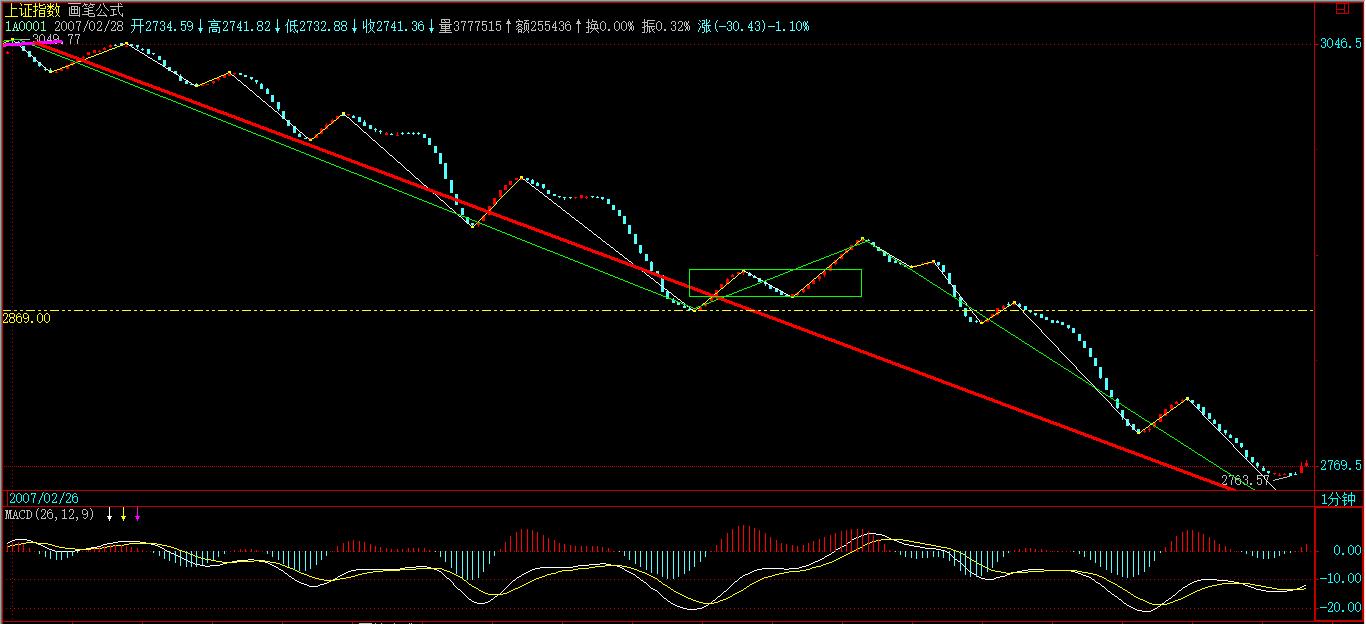 上证指数 画笔公式
1A0001 2007/02/28 开2734.59↓高2741.82↓低2732.88↓收2741.36↓量3777515↑额255436↑换0.00% 振0.32% 涨(-30.43)-1.10%
3049.77
3046.5
2869.00
2769.5
2763.57
2007/02/26
1分钟
MACD(26,12,9) ↓ ↓ ↓
0.00
-10.00
-20.00